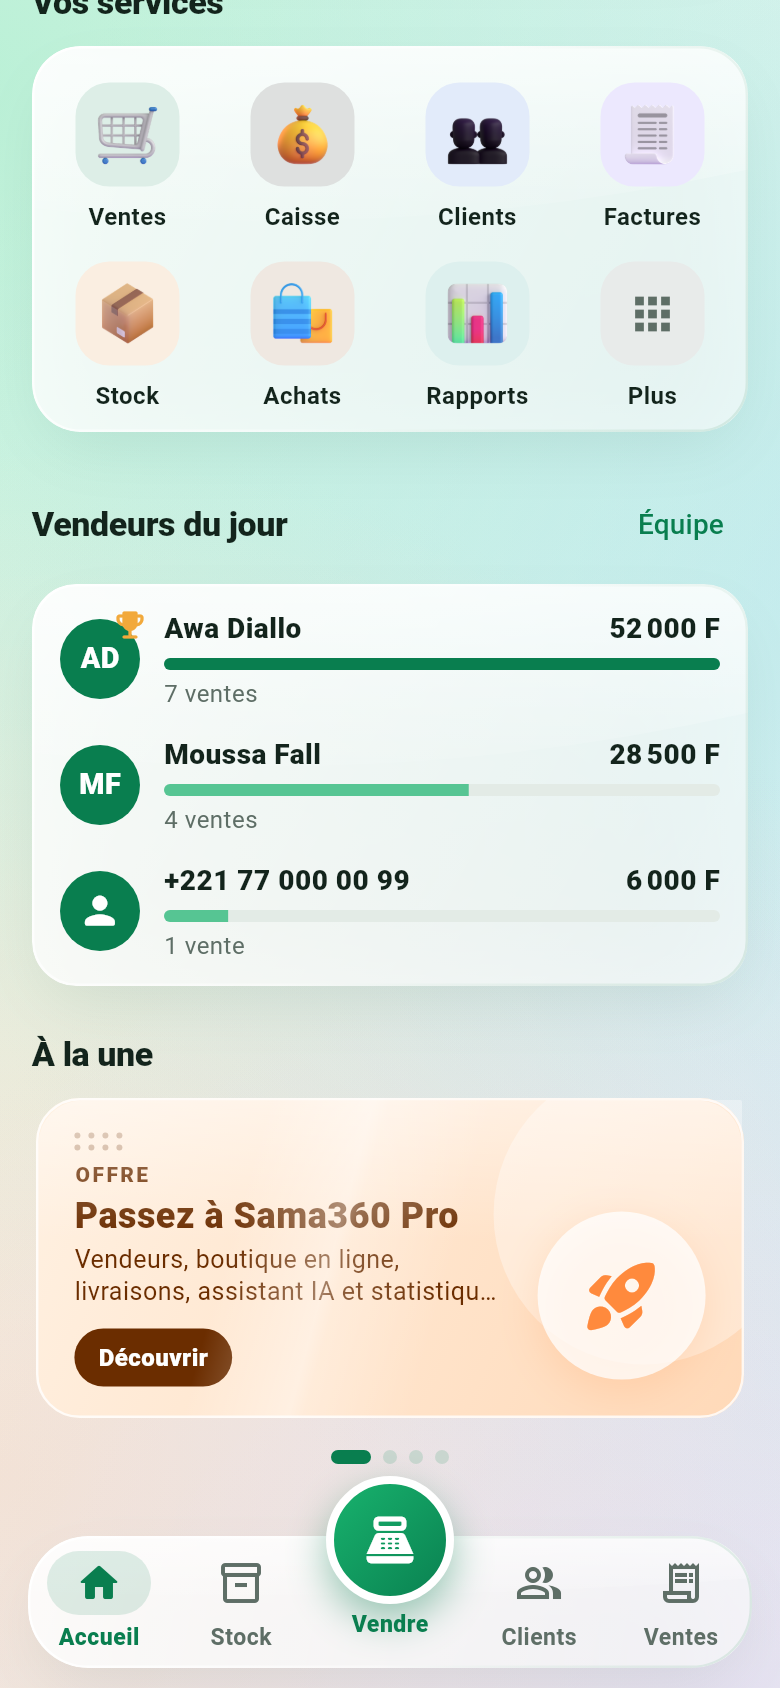 Vos services
Ventes
Caisse
Clients
Factures
Stock
Achats
Rapports
Plus
Vendeurs du jour
Équipe
AD
Awa Diallo
52 000 F
7 ventes
MF
Moussa Fall
28 500 F
4 ventes
+221 77 000 00 99
6 000 F
1 vente
À la une
OFFRE
Passez à Sama360 Pro
Vendeurs, boutique en ligne,
livraisons, assistant IA et statistiqu...
Découvrir
Accueil
Stock
Vendre
Clients
Ventes